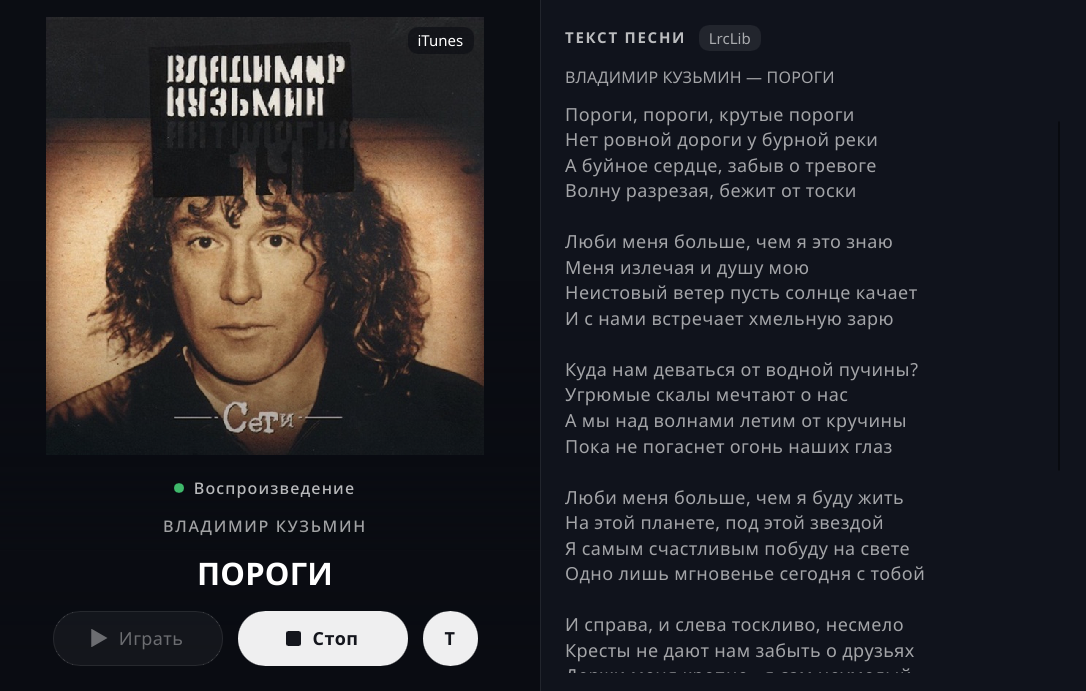 iTunes
ВЛАДИМИР
КУЗЬМИН
АНТОЛОГИЯ
19
Сети
Воспроизведение
ВЛАДИМИР КУЗЬМИН
ПОРОГИ
Играть
Стоп
T
ТЕКСТ ПЕСНИ
LrcLib
ВЛАДИМИР КУЗЬМИН — ПОРОГИ
Пороги, пороги, крутые пороги
Нет ровной дороги у бурной реки
А буйное сердце, забыв о тревоге
Волну разрезая, бежит от тоски
Люби меня больше, чем я это знаю
Меня излечая и душу мою
Неистовый ветер пусть солнце качает
И с нами встречает хмельную зарю
Куда нам деваться от водной пучины?
Угрюмые скалы мечтают о нас
А мы над волнами летим от кручины
Пока не погаснет огонь наших глаз
Люби меня больше, чем я буду жить
На этой планете, под этой звездой
Я самым счастливым побуду на свете
Одно лишь мгновенье сегодня с тобой
И справа, и слева тоскливо, несмело
Кресты не дают нам забыть о друзьях